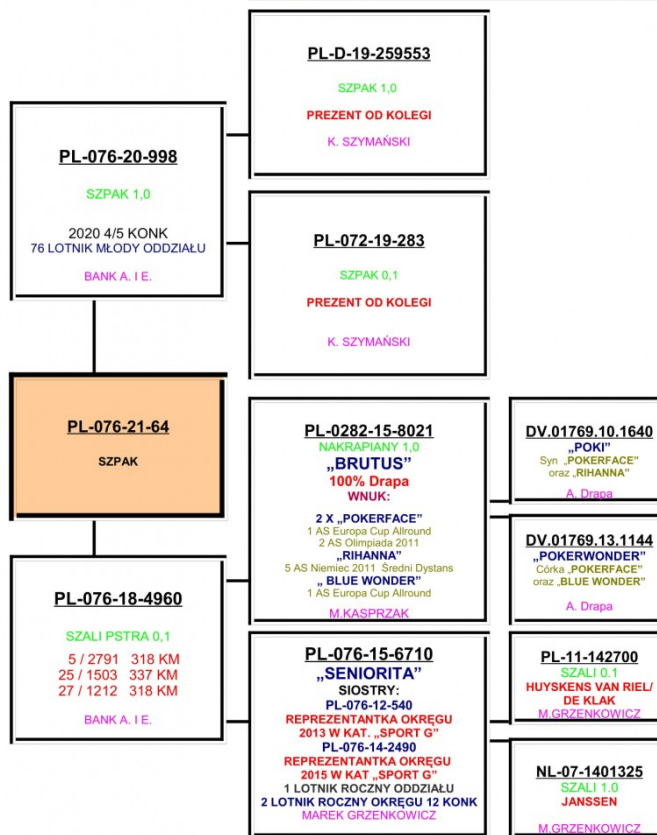 PL-D-19-259553
SZPAK 1,0
PREZENT OD KOLEGI
K. SZYMAŃSKI
PL-076-20-998
SZPAK 1,0
2020 4/5 KONK
76 LOTNIK MŁODY ODDZIAŁU
BANK A. I E.
PL-072-19-283
SZPAK 0,1
PREZENT OD KOLEGI
K. SZYMAŃSKI
PL-076-21-64
SZPAK
PL-0282-15-8021
NAKRAPIANY 1,0
„BRUTUS”
100% Drapa
WNUK:
2 X „POKERFACE”
1 AS Europa Cup Allround
2 AS Olimpiada 2011
„RIHANNA”
5 AS Niemiec 2011 Średni Dystans
„ BLUE WONDER”
1 AS Europa Cup Allround
M.KASPRZAK
DV.01769.10.1640
„POKI”
Syn „POKERFACE”
oraz „RIHANNA”
A. Drapa
DV.01769.13.1144
„POKERWONDER”
Córka „POKERFACE”
oraz „BLUE WONDER”
A. Drapa
PL-076-18-4960
SZALI PSTRA 0,1
5 / 2791 318 KM
25 / 1503 337 KM
27 / 1212 318 KM
BANK A. I E.
PL-076-15-6710
„SENIORITA”
SIOSTRY:
PL-076-12-540
REPREZENTANTKA OKRĘGU
2013 W KAT. „SPORT G”
PL-076-14-2490
REPREZENTANTKA OKRĘGU
2015 W KAT „SPORT G”
1 LOTNIK ROCZNY ODDZIAŁU
2 LOTNIK ROCZNY OKRĘGU 12 KONK
MAREK GRZENKOWICZ
PL-11-142700
SZALI 0.1
HUYSKENS VAN RIEL/
DE KLAK
M.GRZENKOWICZ
NL-07-1401325
SZALI 1.0
JANSSEN
M.GRZENKOWICZ